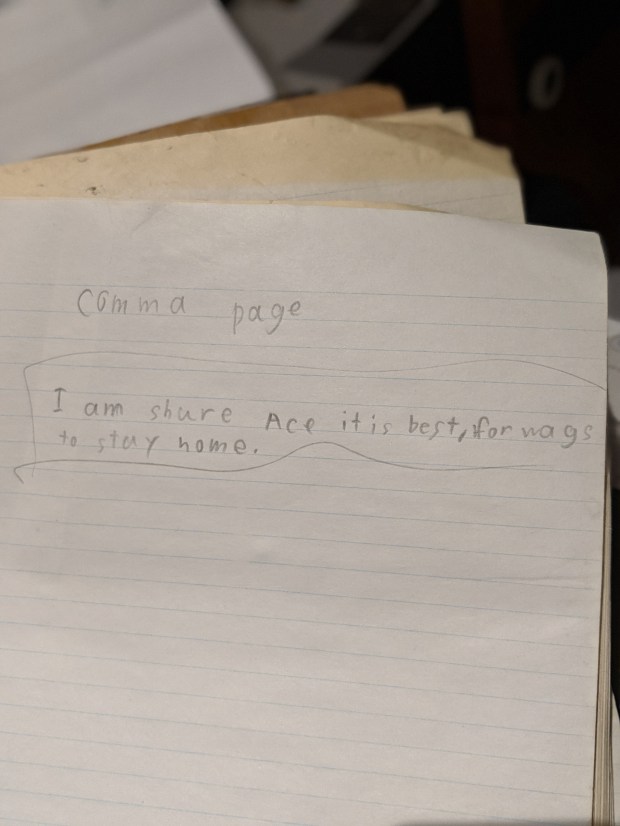 Comma page
I am shure Ace it is best, for wags
to stay home.